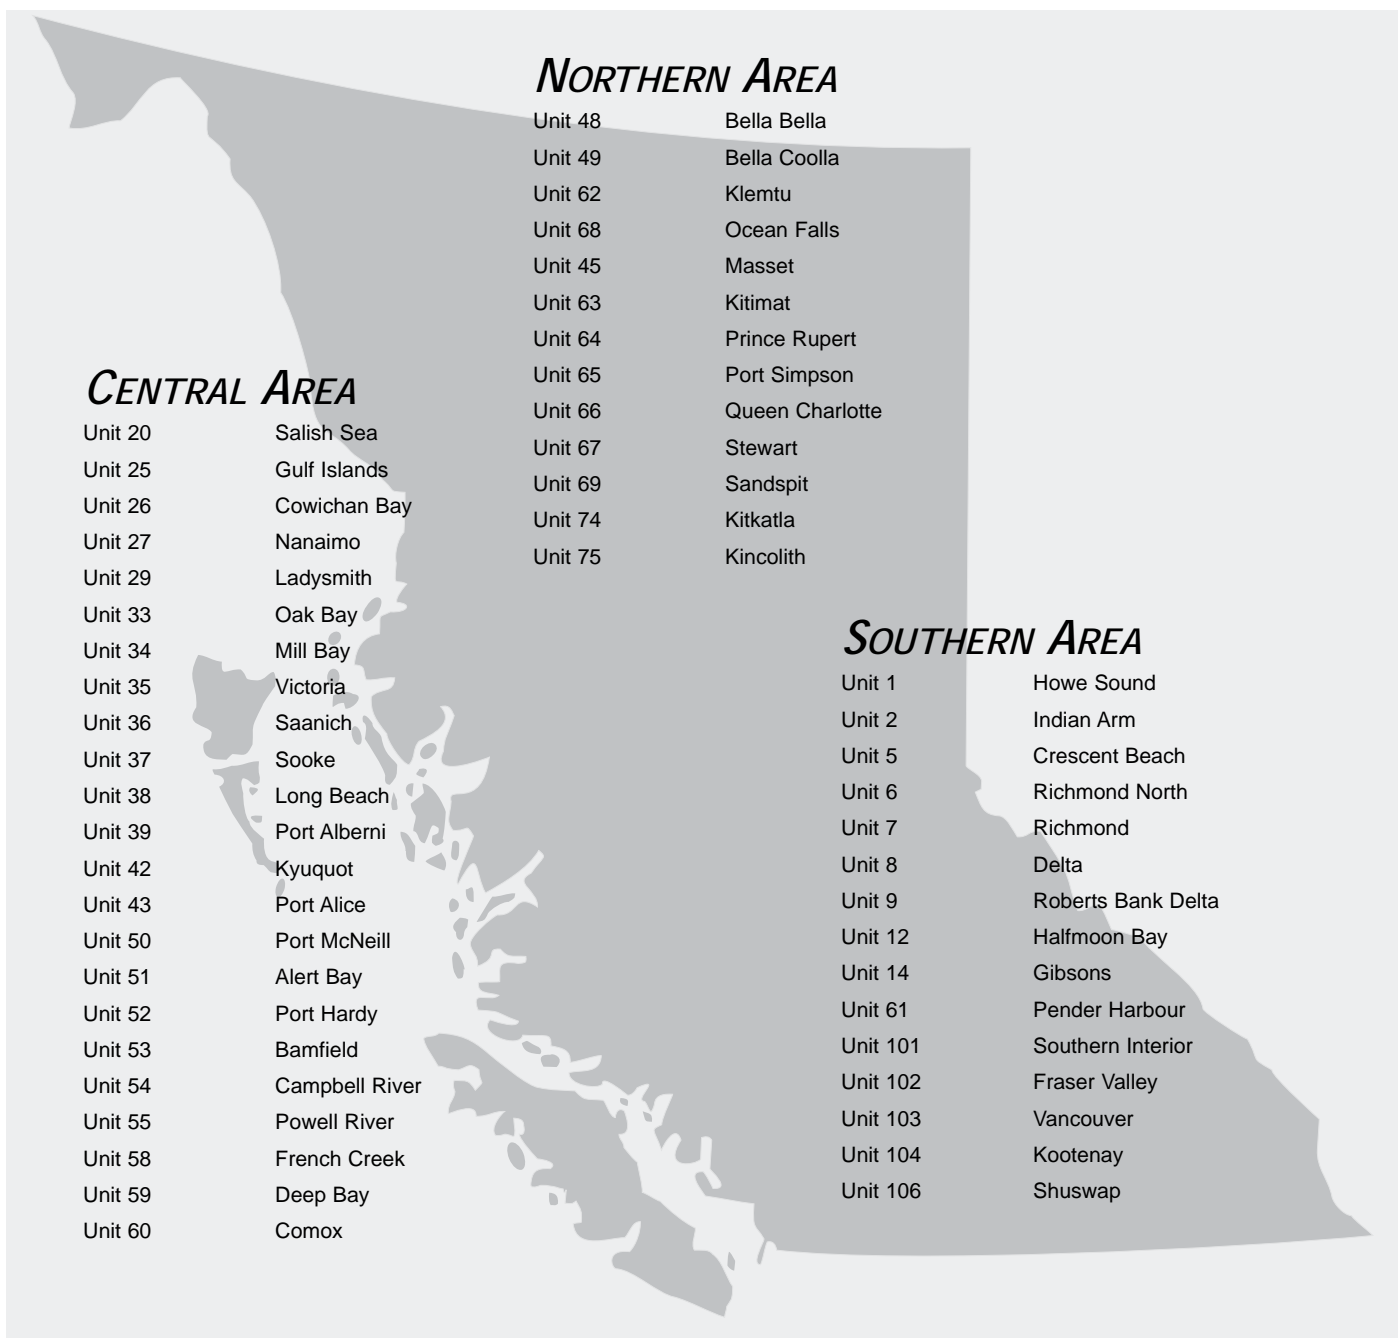 NORTHERN AREA
Unit 48 Bella Bella
Unit 49 Bella Coolla
Unit 62 Klemtu
Unit 68 Ocean Falls
Unit 45 Masset
Unit 63 Kitimat
Unit 64 Prince Rupert
Unit 65 Port Simpson
Unit 66 Queen Charlotte
Unit 67 Stewart
Unit 69 Sandspit
Unit 74 Kitkatla
Unit 75 Kincolith
CENTRAL AREA
Unit 20 Salish Sea
Unit 25 Gulf Islands
Unit 26 Cowichan Bay
Unit 27 Nanaimo
Unit 29 Ladysmith
Unit 33 Oak Bay
Unit 34 Mill Bay
Unit 35 Victoria
Unit 36 Saanich
Unit 37 Sooke
Unit 38 Long Beach
Unit 39 Port Alberni
Unit 42 Kyuquot
Unit 43 Port Alice
Unit 50 Port McNeill
Unit 51 Alert Bay
Unit 52 Port Hardy
Unit 53 Bamfield
Unit 54 Campbell River
Unit 55 Powell River
Unit 58 French Creek
Unit 59 Deep Bay
Unit 60 Comox
SOUTHERN AREA
Unit 1 Howe Sound
Unit 2 Indian Arm
Unit 5 Crescent Beach
Unit 6 Richmond North
Unit 7 Richmond
Unit 8 Delta
Unit 9 Roberts Bank Delta
Unit 12 Halfmoon Bay
Unit 14 Gibsons
Unit 61 Pender Harbour
Unit 101 Southern Interior
Unit 102 Fraser Valley
Unit 103 Vancouver
Unit 104 Kootenay
Unit 106 Shuswap